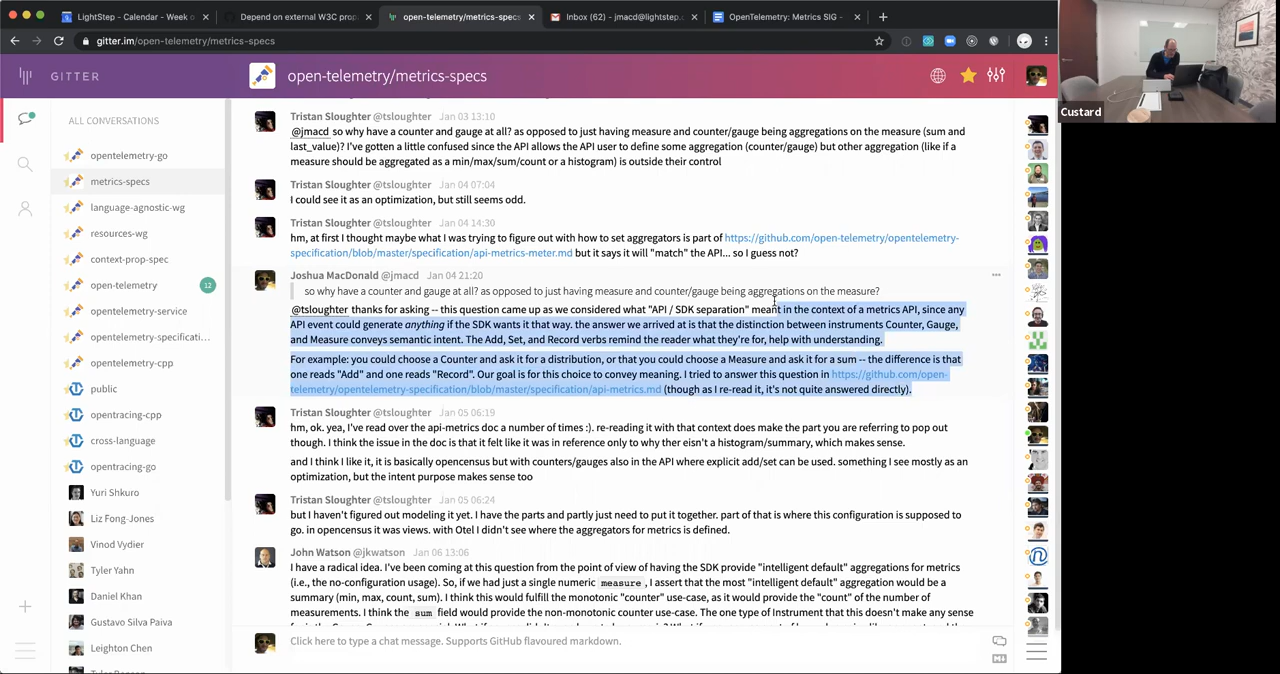 LightStep - Calendar - Week o
Depend on external W3C prop
open-telemetry/metrics-specs
Inbox (62) - jmacd@lightstep.
OpenTelemetry: Metrics SIG -
gitter.im/open-telemetry/metrics-specs
GITTER
open-telemetry/metrics-specs
Custard
ALL CONVERSATIONS
opentelemetry-go
metrics-specs
language-agnostic-wg
opentelemetry-service
resources-wg
context-prop-spec
open-telemetry
12
opentelemetry-specificati...
opentelemetry-cpp
public
opentracing-cpp
cross-language
opentracing-go
Yuri Shkuro
Liz Fong-Jones
Vinod Vydier
Tyler Yahn
Daniel Khan
Gustavo Silva Paiva
Leighton Chen
Tristan Sloughter @tsloughter Jan 03 13:10
@jmacd so why have a counter and gauge at all? as opposed to just having measure and counter/gauge being aggregations on the measure (sum and
last_value)? I've gotten a little confused since the API allows the API user to define some aggregation (counter/gauge) but other aggregation (like if a
measure should be aggregated as a min/max/sum/count or a histogram) is outside their control
Tristan Sloughter @tsloughter Jan 04 07:04
I could see it as an optimization, but still seems odd.
Tristan Sloughter @tsloughter Jan 04 14:30
hm, at first I thought maybe what I was trying to figure out with how to set aggregators is part of https://github.com/open-telemetry/opentelemetry-
specification/blob/master/specification/api-metrics-meter.md but it says it will "match" the API... so I guess not?
Joshua MacDonald @jmacd Jan 04 21:20
so why have a counter and gauge at all? as opposed to just having measure and counter/gauge being aggregations on the measure?
@tsloughter thanks for asking -- this question came up as we considered what "API / SDK separation" meant in the context of a metrics API, since any
API event could generate anything if the SDK wants it that way. the answer we arrived at is that the distinction between instruments Counter, Gauge,
and Measure conveys semantic intent. The Add, Set, and Record verbs remind the reader what they're for, help with understanding.
For example: you could choose a Counter and ask it for a distribution, or that you could choose a Measure and ask it for a sum -- the difference is that
one reads "Add" and one reads "Record". Our goal is for this choice to convey meaning. I tried to answer this question in https://github.com/open-
telemetry/opentelemetry-specification/blob/master/specification/api-metrics.md (though as I re-read it, it's not quite answered directly).
Tristan Sloughter @tsloughter Jan 05 06:19
hm, ok. yea, I've read over the api-metrics doc a number of times :). re-reading it with that context does make the part you are referring to pop out
though. I think the issue in the doc is that it felt like it was in reference only to why ther eisn't a histogram/summary, which makes sense.
and I think I like it, it is basically opencensus but with counters/gauges also in the API where explicit add/set can be used. something I see mostly as an
optimization, but the intent purpose makes sense too
Tristan Sloughter @tsloughter Jan 05 06:24
but I haven't figured out modeling it yet. I have the parts and partly just need to put it together. part of that is where this configuration is supposed to
go. in opencensus it was views. with Otel I didn't see where the aggregators for metrics is defined.
John Watson @jkwatson Jan 06 13:06
I have a radical idea. I've been coming at this question from the point of view of having the SDK provide "intelligent default" aggregations for metrics
(i.e., the no-configuration usage). So, if we had just a single numeric measure , I assert that the most "intelligent default" aggregation would be a
summary (min, max, count, sum). I think this would fulfill the monotonic "counter" use-case, as it would provide the "count" of the number of
measurements. I think the sum field would provide the non-monotonic counter use-case. The one type of Instrument that this doesn't make any sense
Click here to type a chat message. Supports GitHub flavoured markdown.